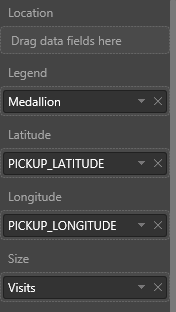 Location
Drag data fields here
Legend
Medallion
Latitude
PICKUP_LATITUDE
Longitude
PICKUP_LONGITUDE
Size
Visits